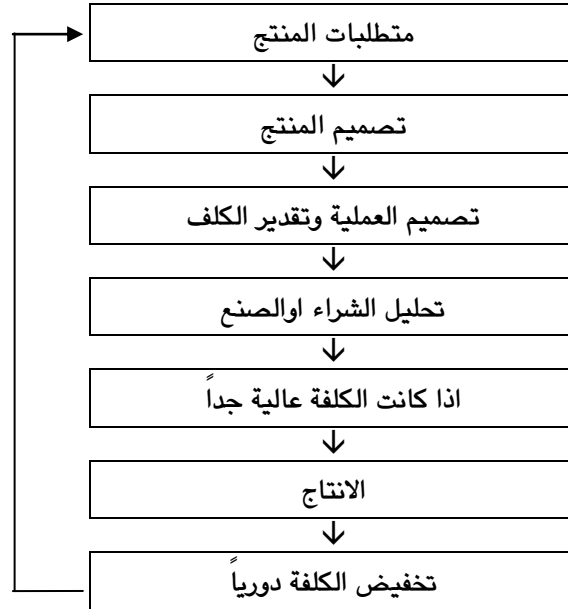 متطلبات المنتج
تصميم المنتج
تصميم العملية وتقدير الكلف
تحليل الشراء اوالصنع
اذا كانت الكلفة عالية جداً
الانتاج
تخفيض الكلفة دورياً